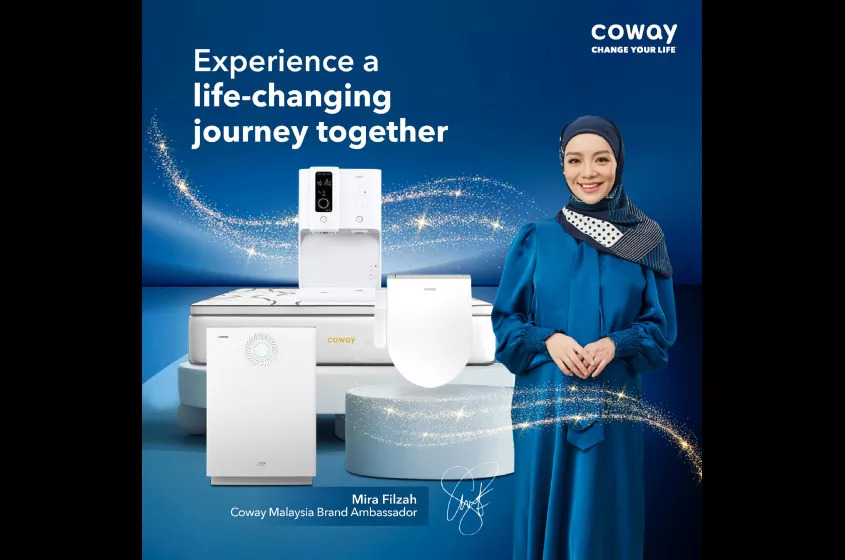 coway
CHANGE YOUR LIFE
Experience a
life-changing
journey together
coway
Mira Filzah
Coway Malaysia Brand Ambassador